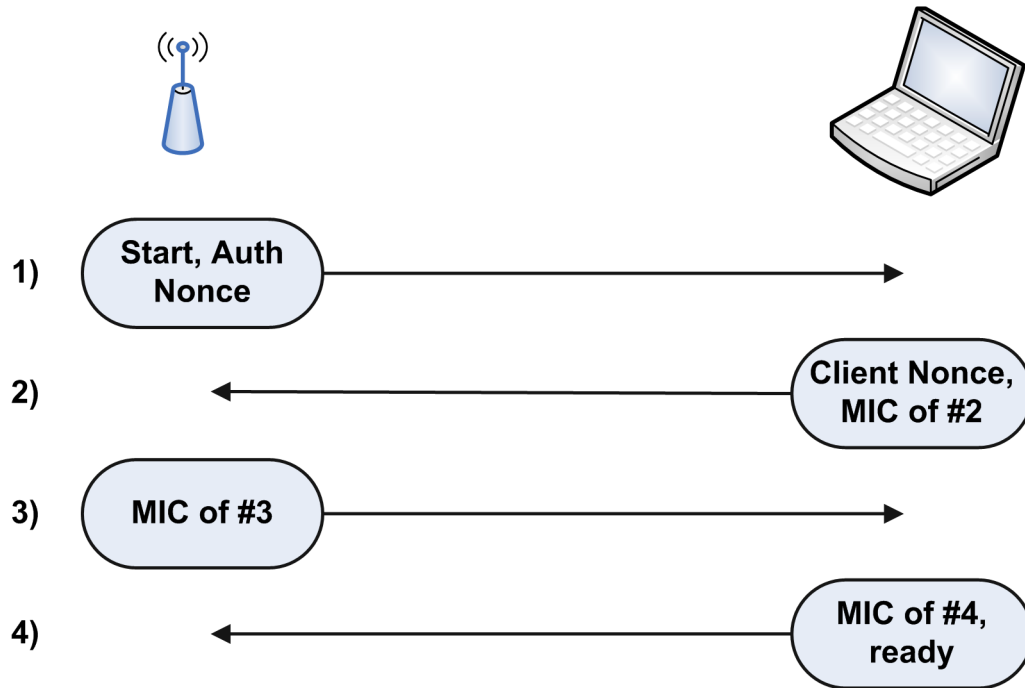 1)
Start, Auth
Nonce
2)
Client Nonce,
MIC of #2
3)
MIC of #3
4)
MIC of #4,
ready